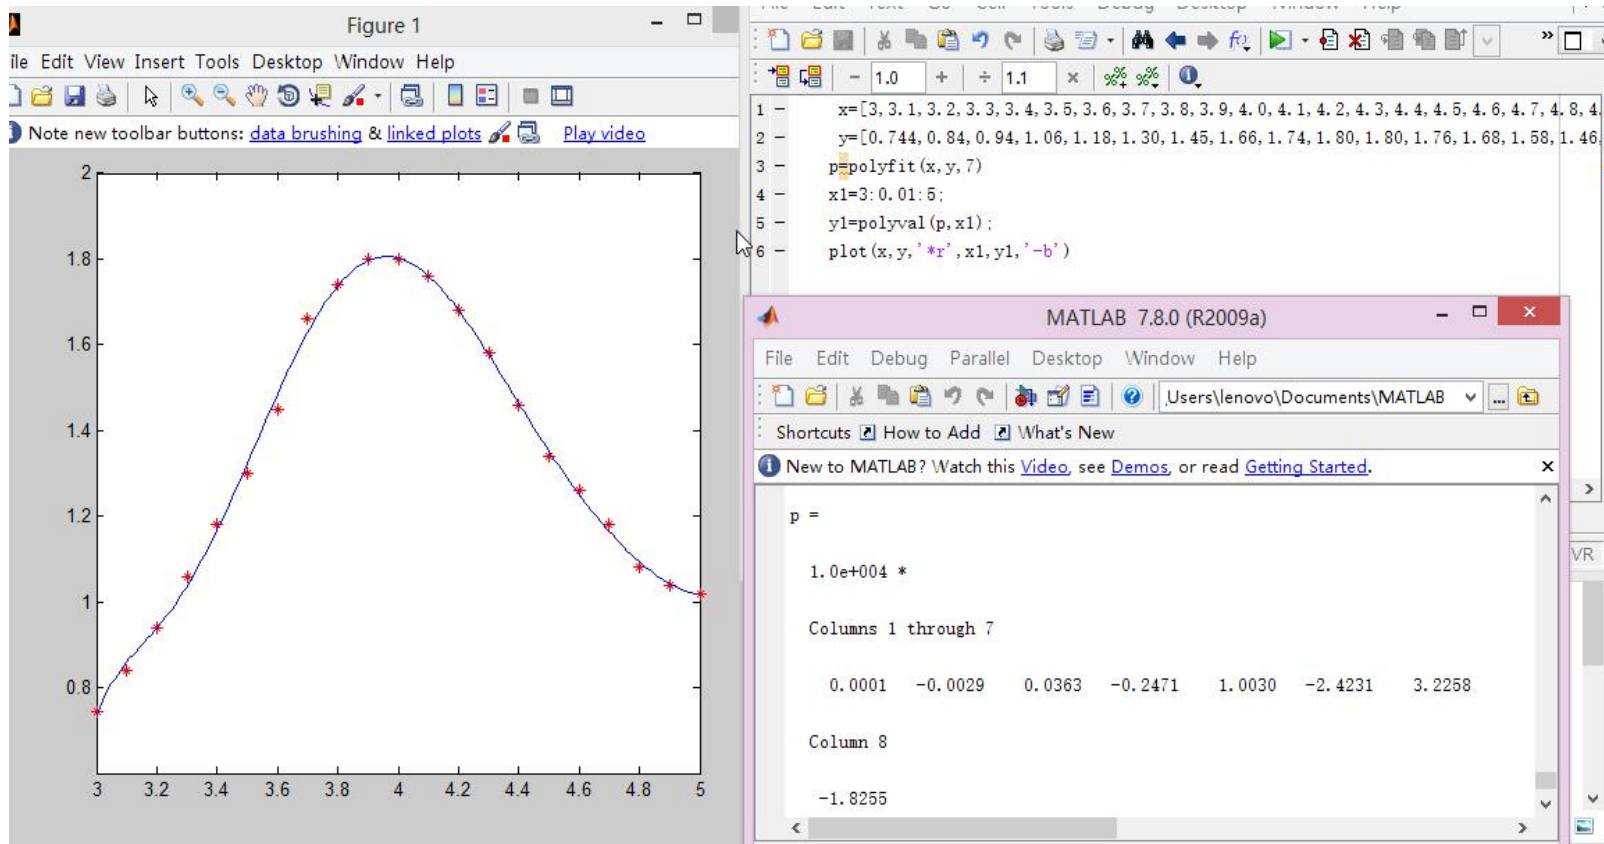 Figure 1
ile Edit View Insert Tools Desktop Window Help
Note new toolbar buttons: data brushing & linked plots Play video
2
1.8
1.6
1.4
1.2
1
0.8
3 3.2 3.4 3.6 3.8 4 4.2 4.4 4.6 4.8 5
- 1.0 + ÷ 1.1 ×
1 - x=[3,3.1,3.2,3.3,3.4,3.5,3.6,3.7,3.8,3.9,4.0,4.1,4.2,4.3,4.4,4.5,4.6,4.7,4.8,4.
2 - y=[0.744,0.84,0.94,1.06,1.18,1.30,1.45,1.66,1.74,1.80,1.80,1.76,1.68,1.58,1.46,
3 - p=polyfit(x,y,7)
4 - x1=3:0.01:5;
5 - y1=polyval(p,x1);
6 - plot(x,y,'*r',x1,y1,'-b')
MATLAB 7.8.0 (R2009a)
File Edit Debug Parallel Desktop Window Help
Users\lenovo\Documents\MATLAB
Shortcuts How to Add What's New
New to MATLAB? Watch this Video, see Demos, or read Getting Started.
p =
1.0e+004 *
Columns 1 through 7
0.0001 -0.0029 0.0363 -0.2471 1.0030 -2.4231 3.2258
Column 8
-1.8255
VR